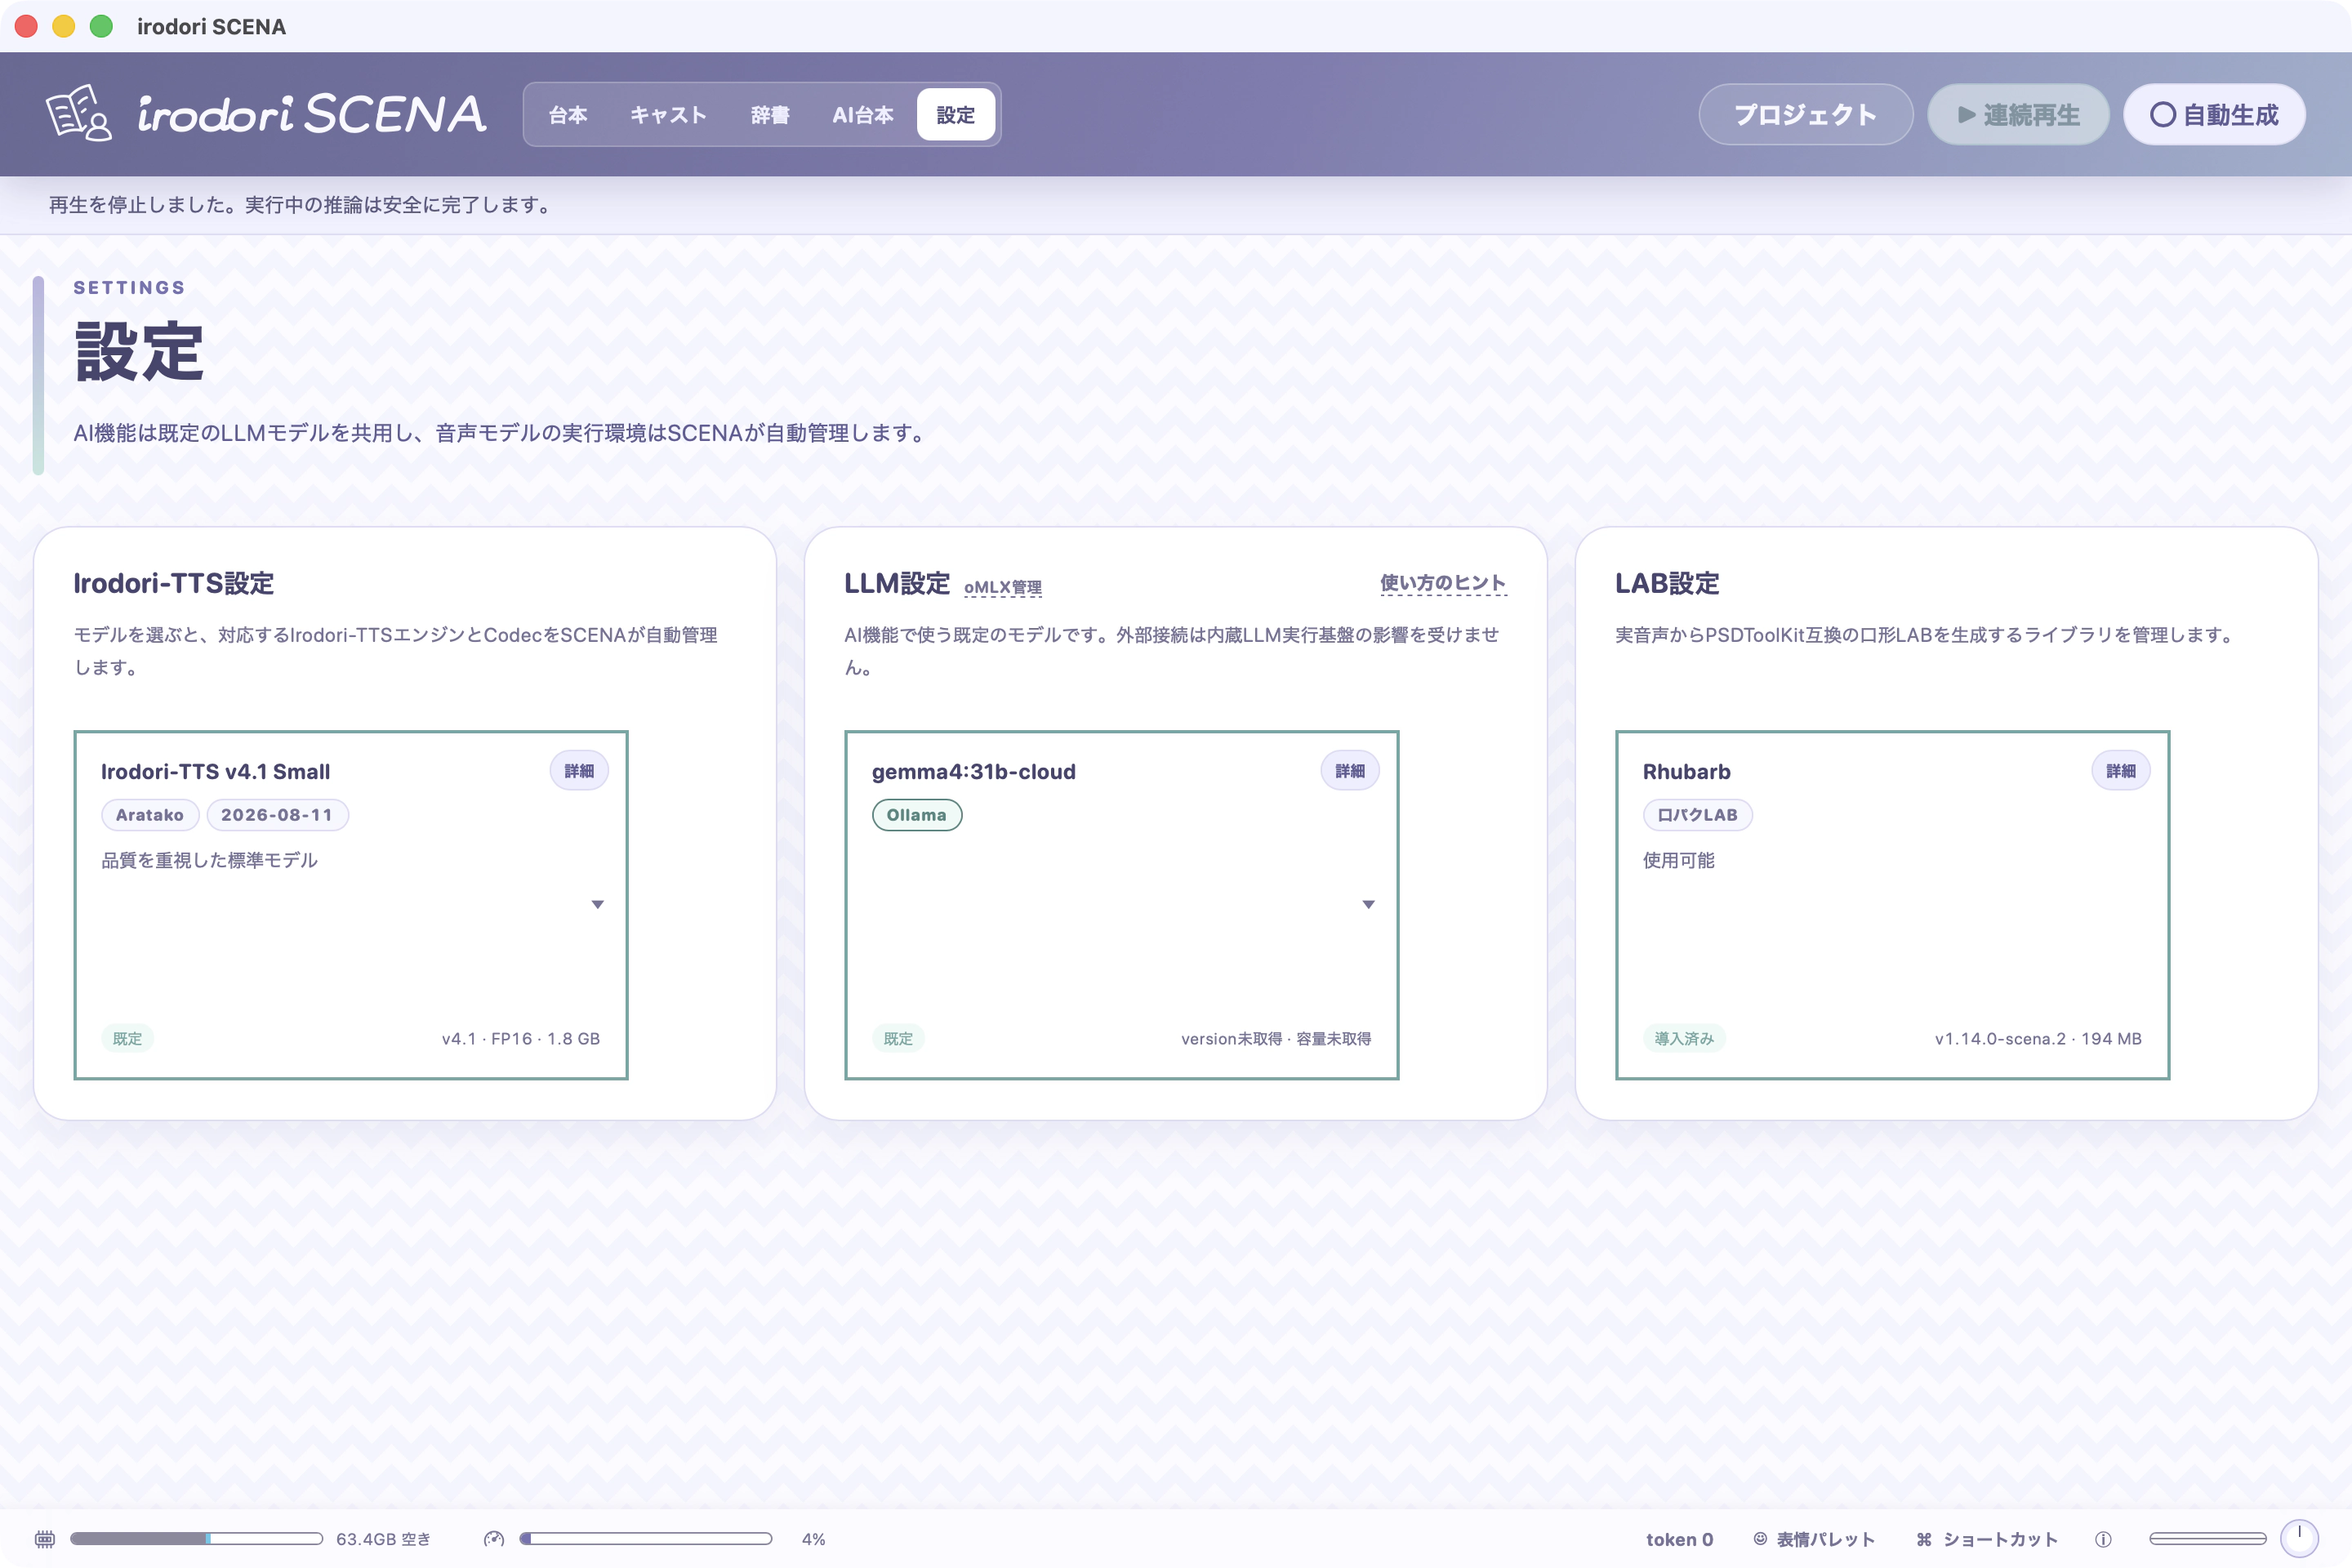 irodori SCENA
irodori SCENA
台本 キャスト 辞書 AI台本 設定
プロジェクト
連続再生
自動生成
再生を停止しました。実行中の推論は安全に完了します。
SETTINGS
設定
AI機能は既定のLLMモデルを共用し、音声モデルの実行環境はSCENAが自動管理します。
Irodori-TTS設定
モデルを選ぶと、対応するIrodori-TTSエンジンとCodecをSCENAが自動管理
します。
Irodori-TTS v4.1 Small
詳細
Aratako 2026-08-11
品質を重視した標準モデル
既定
v4.1 · FP16 · 1.8 GB
LLM設定 oMLX管理
使い方のヒント
AI機能で使う既定のモデルです。外部接続は内蔵LLM実行基盤の影響を受けませ
ん。
gemma4:31b-cloud
詳細
Ollama
既定
version未取得 · 容量未取得
LAB設定
実音声からPSDToolKit互換の口形LABを生成するライブラリを管理します。
Rhubarb
詳細
口パクLAB
使用可能
導入済み
v1.14.0-scena.2 · 194 MB
63.4GB 空き
4%
token 0
表情パレット
⌘ ショートカット